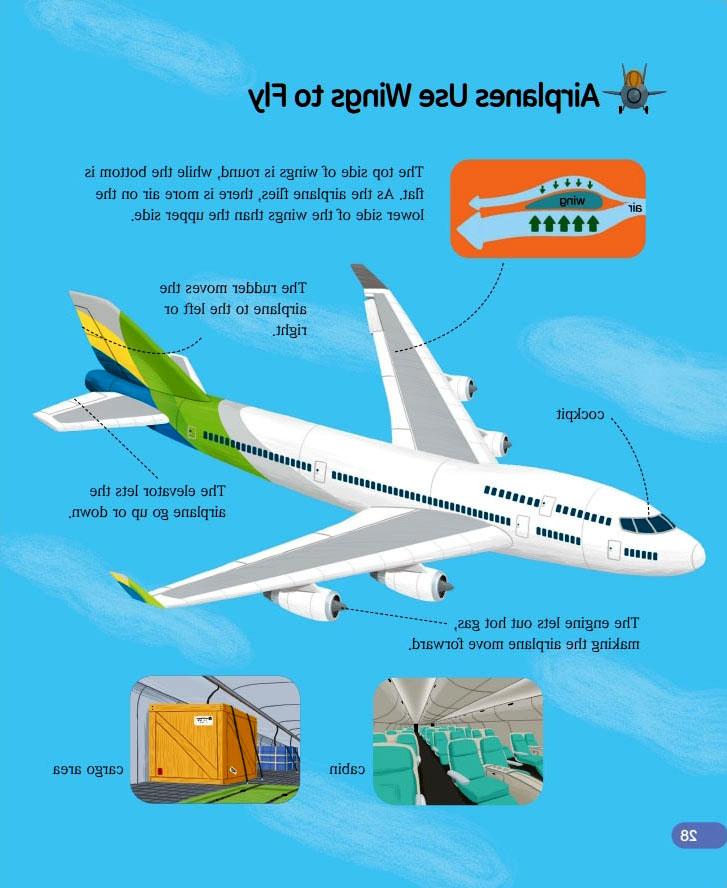 Airplanes Use Wings to Fly
The top side of wings is round, while the bottom is
flat. As the airplane flies, there is more air on the
lower side of the wings than the upper side.
wing
air
The rudder moves the
airplane to the left or
right.
cockpit
The elevator lets the
airplane go up or down.
The engine lets out hot gas,
making the airplane move forward.
cabin
cargo area
28